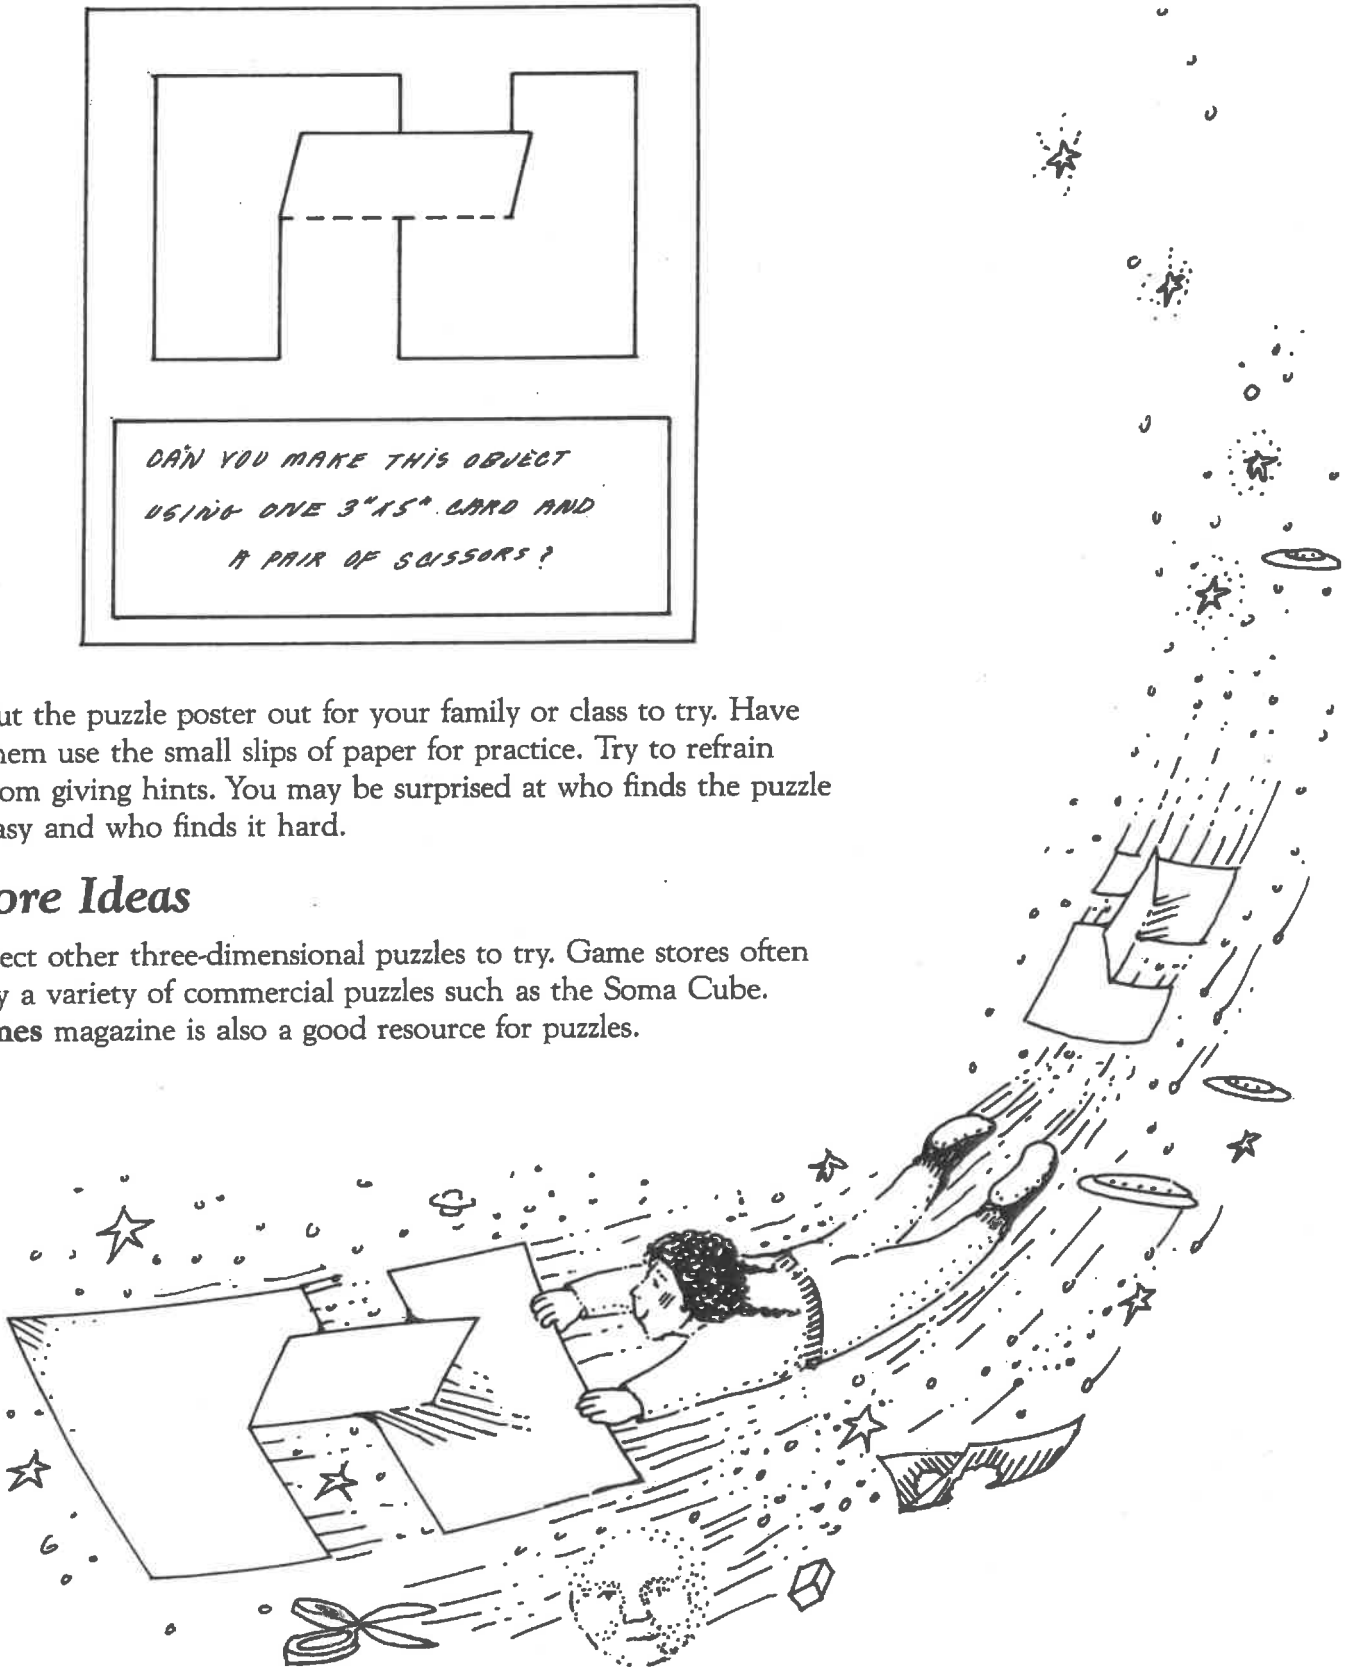 CAN YOU MAKE THIS OBJECT
USING ONE 3"X5" CARD AND
A PAIR OF SCISSORS?
ut the puzzle poster out for your family or class to try. Have
hem use the small slips of paper for practice. Try to refrain
om giving hints. You may be surprised at who finds the puzzle
asy and who finds it hard.
ore Ideas
ect other three-dimensional puzzles to try. Game stores often
y a variety of commercial puzzles such as the Soma Cube.
mes magazine is also a good resource for puzzles.